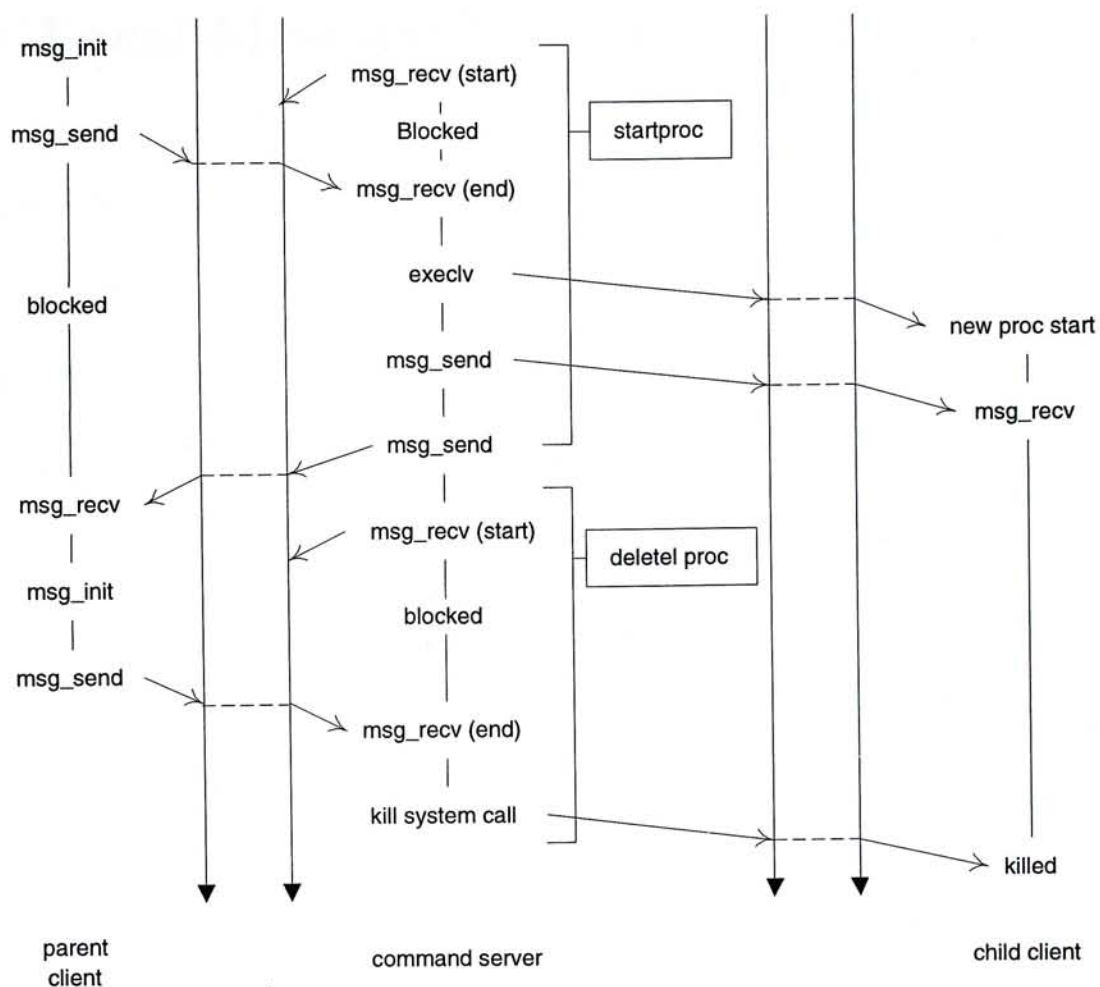 msg_init
msg_recv (start)
msg_send
Blocked
startproc
msg_recv (end)
execlv
blocked
new proc start
msg_send
msg_recv
msg_send
msg_recv
msg_recv (start)
deletel proc
msg_init
blocked
msg_send
msg_recv (end)
kill system call
killed
parent
client
command server
child client